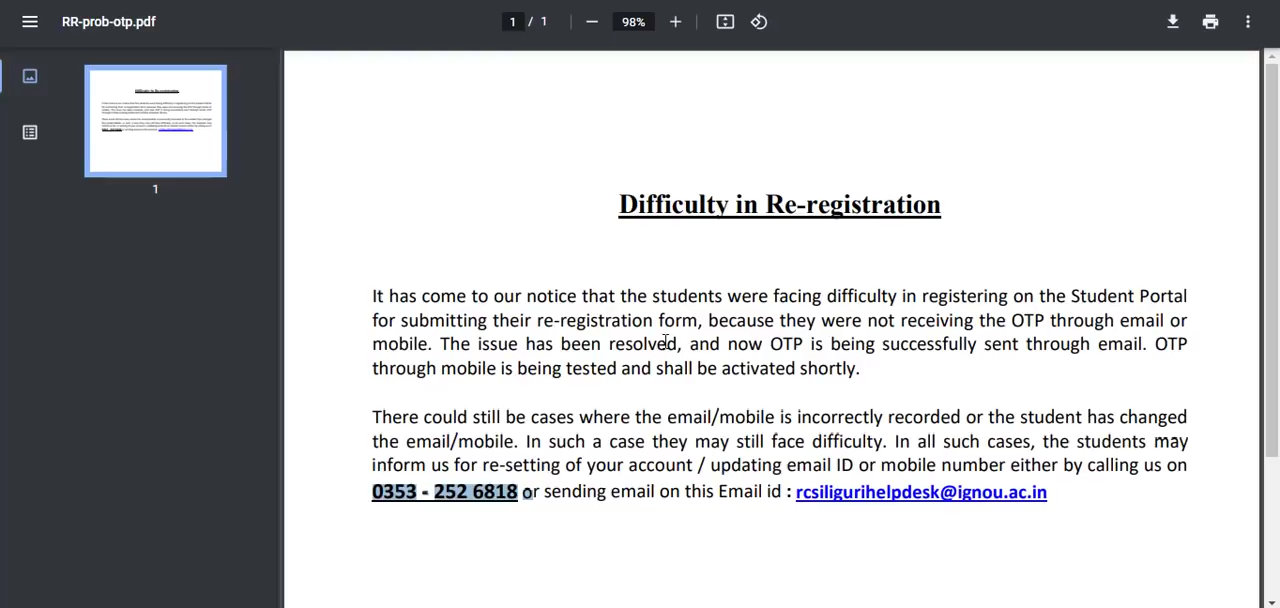 RR-prob-otp.pdf
1 / 1
98%
1
Difficulty in Re-registration
It has come to our notice that the students were facing difficulty in registering on the Student Portal
for submitting their re-registration form, because they were not receiving the OTP through email or
mobile. The issue has been resolved, and now OTP is being successfully sent through email. OTP
through mobile is being tested and shall be activated shortly.
There could still be cases where the email/mobile is incorrectly recorded or the student has changed
the email/mobile. In such a case they may still face difficulty. In all such cases, the students may
inform us for re-setting of your account / updating email ID or mobile number either by calling us on
0353 - 252 6818 or sending email on this Email id : rcsiligurihelpdesk@ignou.ac.in